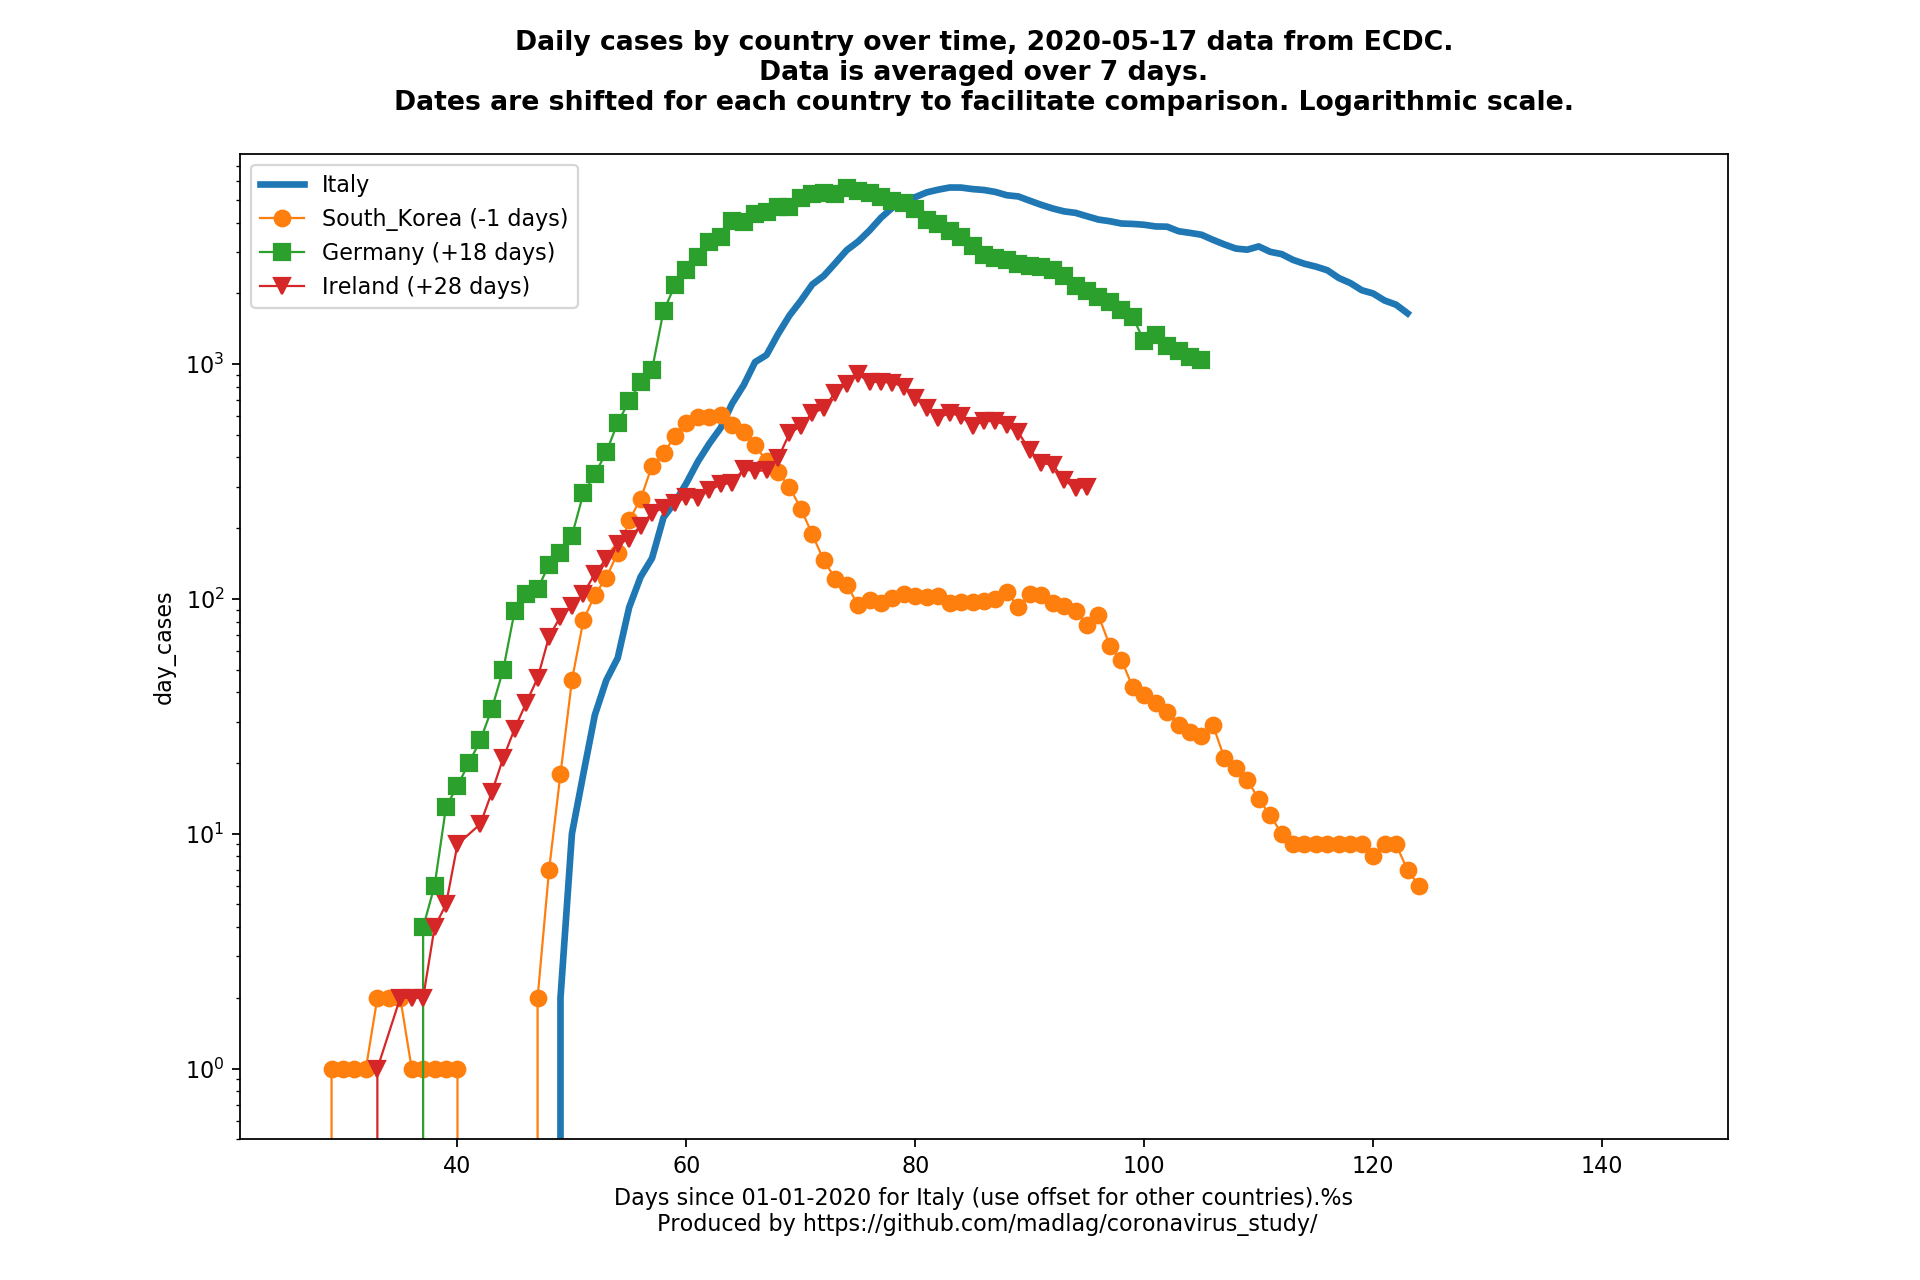 Daily cases by country over time, 2020-05-17 data from ECDC.
Data is averaged over 7 days.
Dates are shifted for each country to facilitate comparison. Logarithmic scale.
Italy
South_Korea (-1 days)
Germany (+18 days)
Ireland (+28 days)
10³
10²
10¹
10⁰
day_cases
40 60 80 100 120 140
Days since 01-01-2020 for Italy (use offset for other countries).%s
Produced by https://github.com/madlag/coronavirus_study/